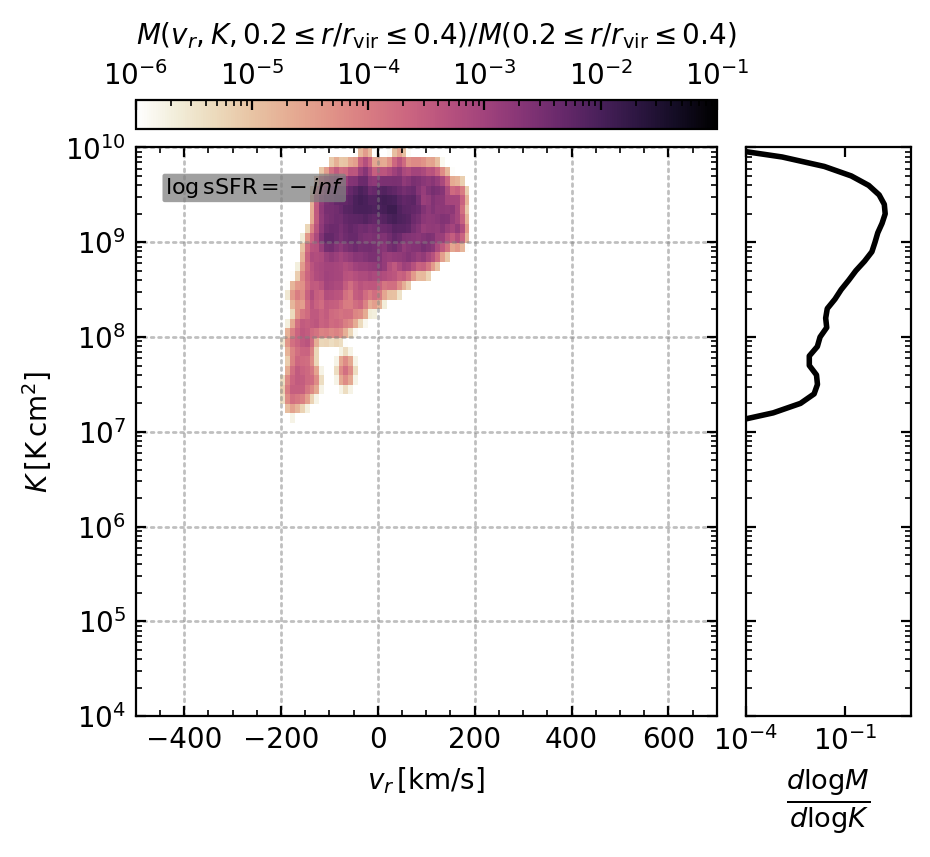 M(v_r, K, 0.2 ≤ r/r_vir ≤ 0.4)/M(0.2 ≤ r/r_vir ≤ 0.4)
10^−6 10^−5 10^−4 10^−3 10^−2 10^−1
log sSFR = −inf
10^10
10^9
10^8
10^7
10^6
10^5
10^4
K [K cm^2]
−400 −200 0 200 400 600
v_r [km/s]
10^−4 10^−1
dlogM
dlogK